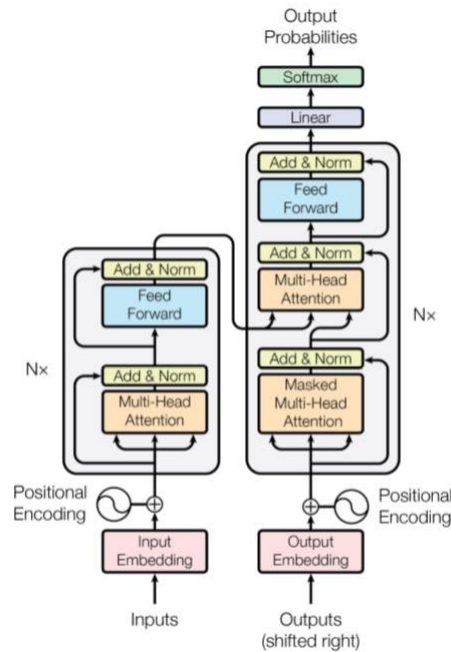 Output
Probabilities
Softmax
Linear
Add & Norm
Feed
Forward
Add & Norm
Multi-Head
Attention
Nx
Add & Norm
Masked
Multi-Head
Attention
Positional
Encoding
Output
Embedding
Outputs
(shifted right)
Add & Norm
Feed
Forward
N×
Add & Norm
Multi-Head
Attention
Positional
Encoding
Input
Embedding
Inputs